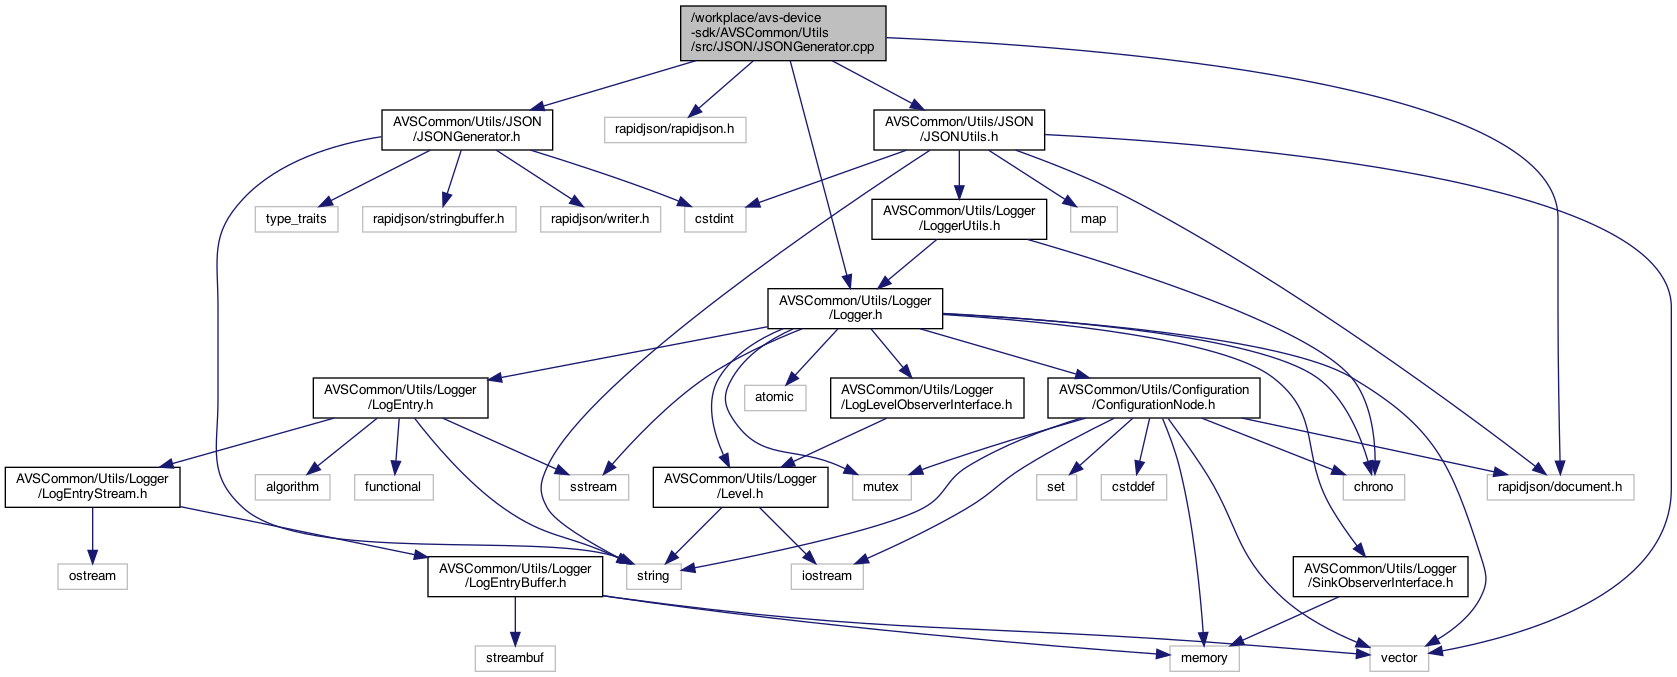 /workplace/avs-device
-sdk/AVSCommon/Utils
/src/JSON/JSONGenerator.cpp
AVSCommon/Utils/JSON
/JSONGenerator.h
rapidjson/rapidjson.h
AVSCommon/Utils/JSON
/JSONUtils.h
type_traits
rapidjson/stringbuffer.h
rapidjson/writer.h
cstdint
AVSCommon/Utils/Logger
/LoggerUtils.h
map
AVSCommon/Utils/Logger
/Logger.h
AVSCommon/Utils/Logger
/LogEntry.h
atomic
AVSCommon/Utils/Logger
/LogLevelObserverInterface.h
AVSCommon/Utils/Configuration
/ConfigurationNode.h
AVSCommon/Utils/Logger
/LogEntryStream.h
algorithm
functional
sstream
AVSCommon/Utils/Logger
/Level.h
mutex
set
cstddef
chrono
rapidjson/document.h
ostream
AVSCommon/Utils/Logger
/LogEntryBuffer.h
string
iostream
AVSCommon/Utils/Logger
/SinkObserverInterface.h
streambuf
memory
vector